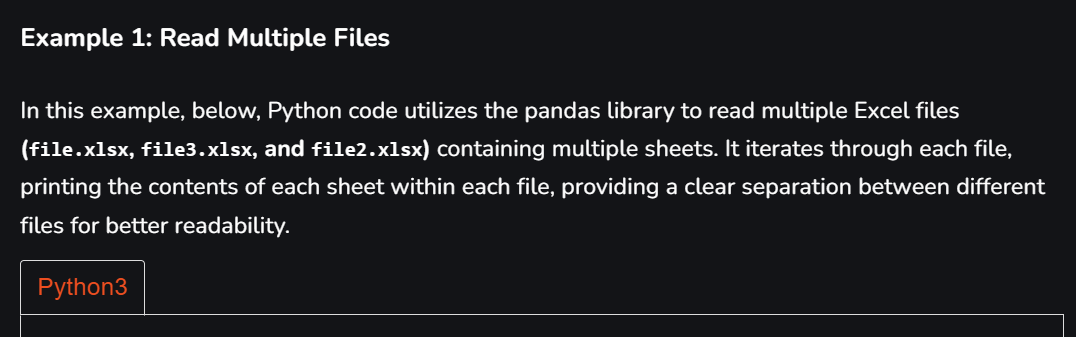 Example 1: Read Multiple Files
In this example, below, Python code utilizes the pandas library to read multiple Excel files
(file.xlsx, file3.xlsx, and file2.xlsx) containing multiple sheets. It iterates through each file,
printing the contents of each sheet within each file, providing a clear separation between different
files for better readability.
Python3